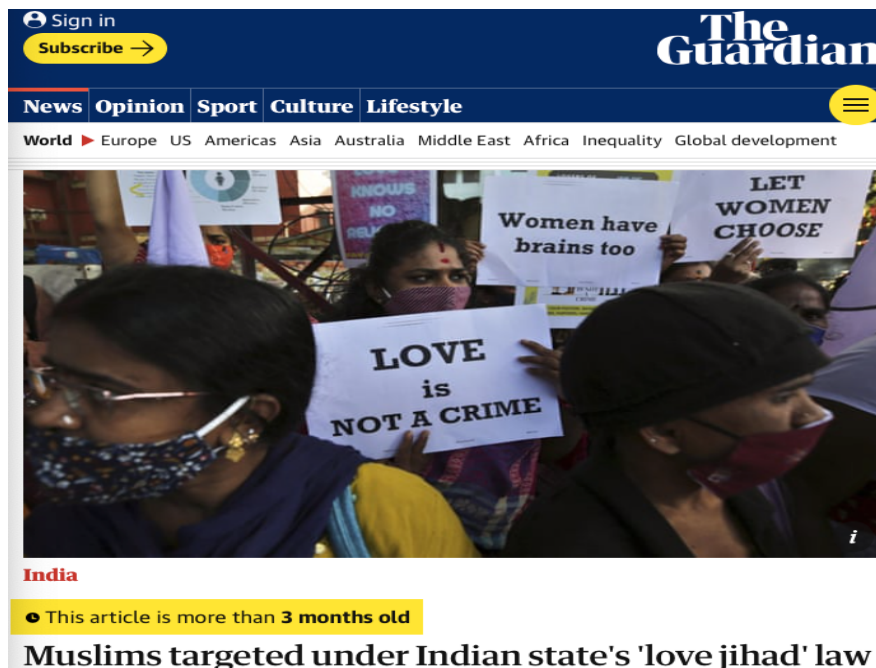 Sign in
Subscribe →
The
Guardian
News Opinion Sport Culture Lifestyle
World ▶ Europe US Americas Asia Australia Middle East Africa Inequality Global development
KNOWS
NO
Women have
brains too
LET
WOMEN
CHOOSE
LOVE
is
NOT A CRIME
i
India
This article is more than 3 months old
Muslims targeted under Indian state's 'love jihad' law